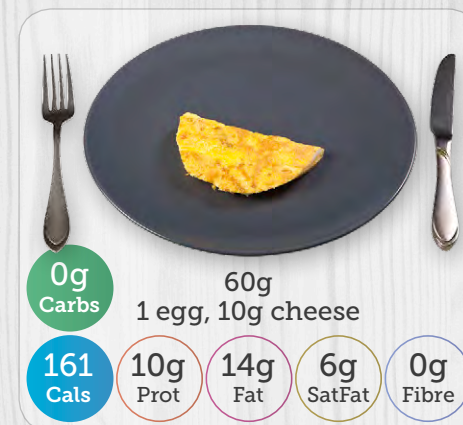 0g
Carbs
60g
1 egg, 10g cheese
161
Cals
10g
Prot
14g
Fat
6g
SatFat
0g
Fibre